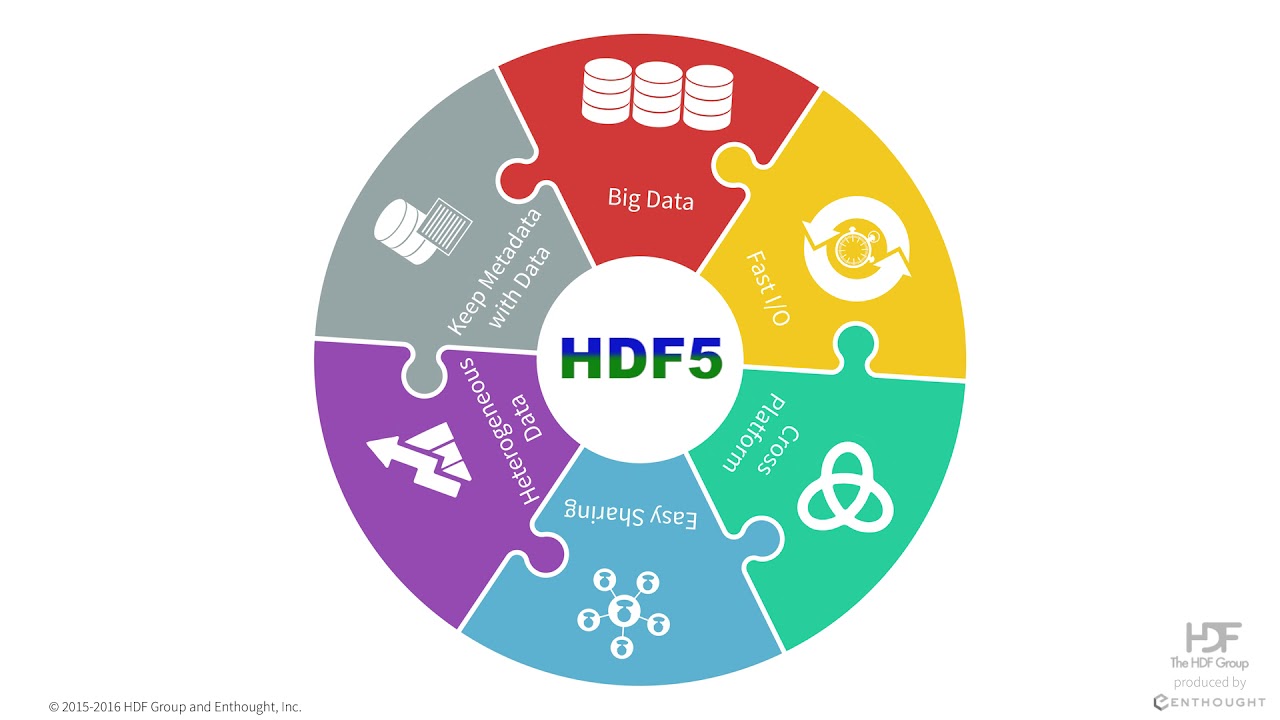 Big Data
Fast I/O
Cross
Platform
Easy Sharing
Heterogeneous
Data
Keep Metadata
with Data
HDF5
HDF
The HDF Group
produced by
ENTHOUGHT
© 2015-2016 HDF Group and Enthought, Inc.